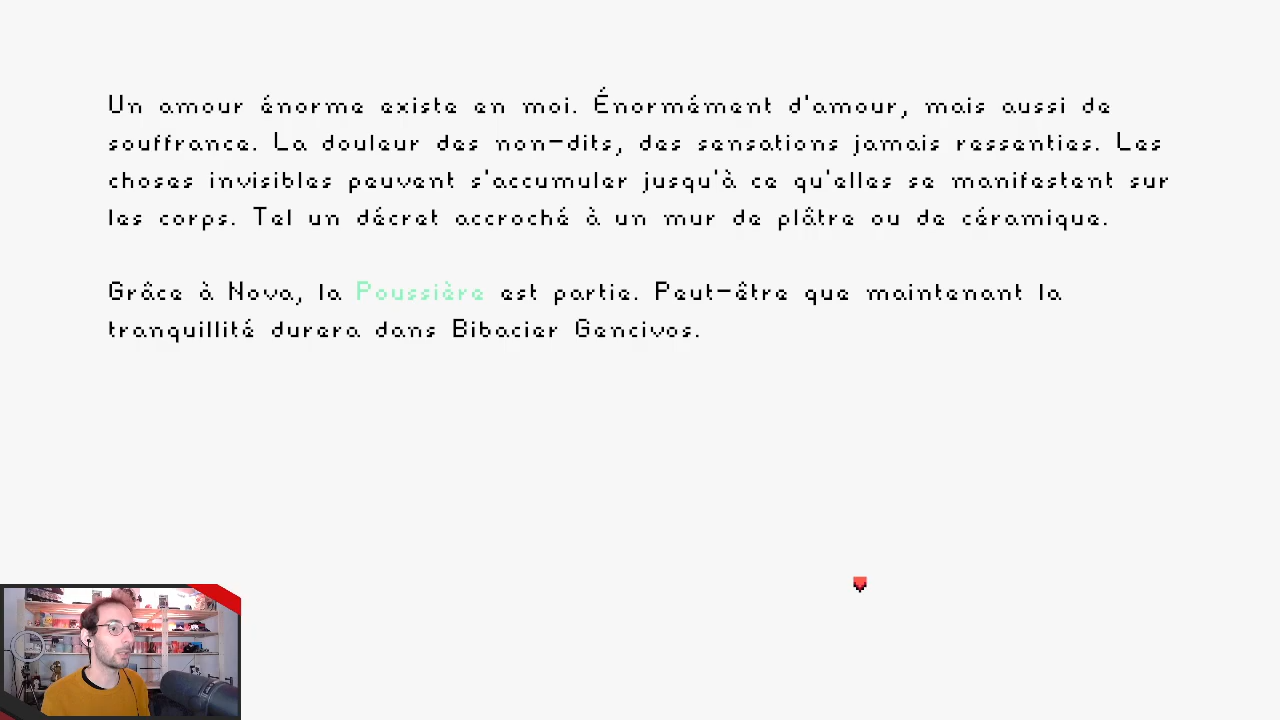 Un amour énorme existe en moi. Énormément d'amour, mais aussi de
souffrance. La douleur des non-dits, des sensations jamais ressenties. Les
choses invisibles peuvent s'accumuler jusqu'à ce qu'elles se manifestent sur
les corps. Tel un décret accroché à un mur de plâtre ou de céramique.
Grâce à Nova, la Poussière est partie. Peut-être que maintenant la
tranquillité durera dans Bibacier Gencivos.